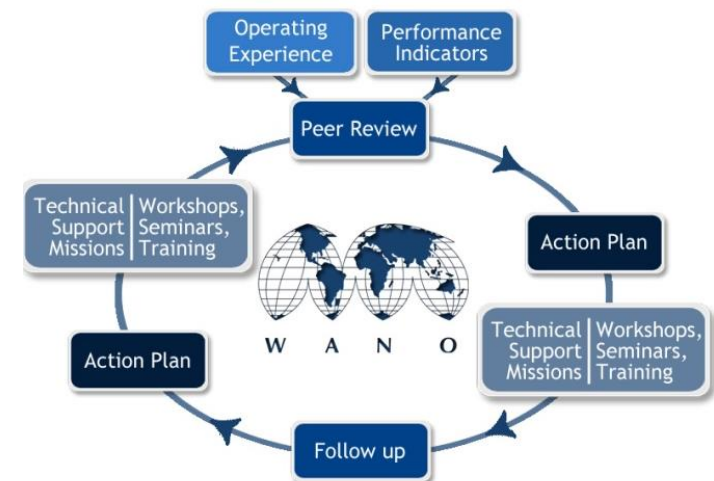 Operating
Experience
Performance
Indicators
Peer Review
Technical
Support
Missions
Workshops,
Seminars,
Training
Action Plan
WANO
Action Plan
Technical
Support
Missions
Workshops,
Seminars,
Training
Follow up